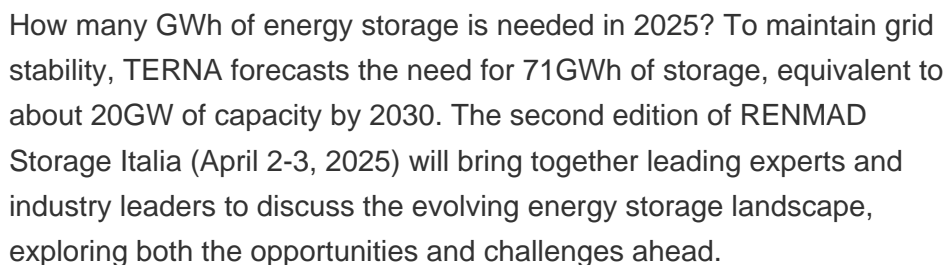 How many GWh of energy storage is needed in 2025? To maintain grid
stability, TERNA forecasts the need for 71GWh of storage, equivalent to
about 20GW of capacity by 2030. The second edition of RENMAD
Storage Italia (April 2-3, 2025) will bring together leading experts and
industry leaders to discuss the evolving energy storage landscape,
exploring both the opportunities and challenges ahead.